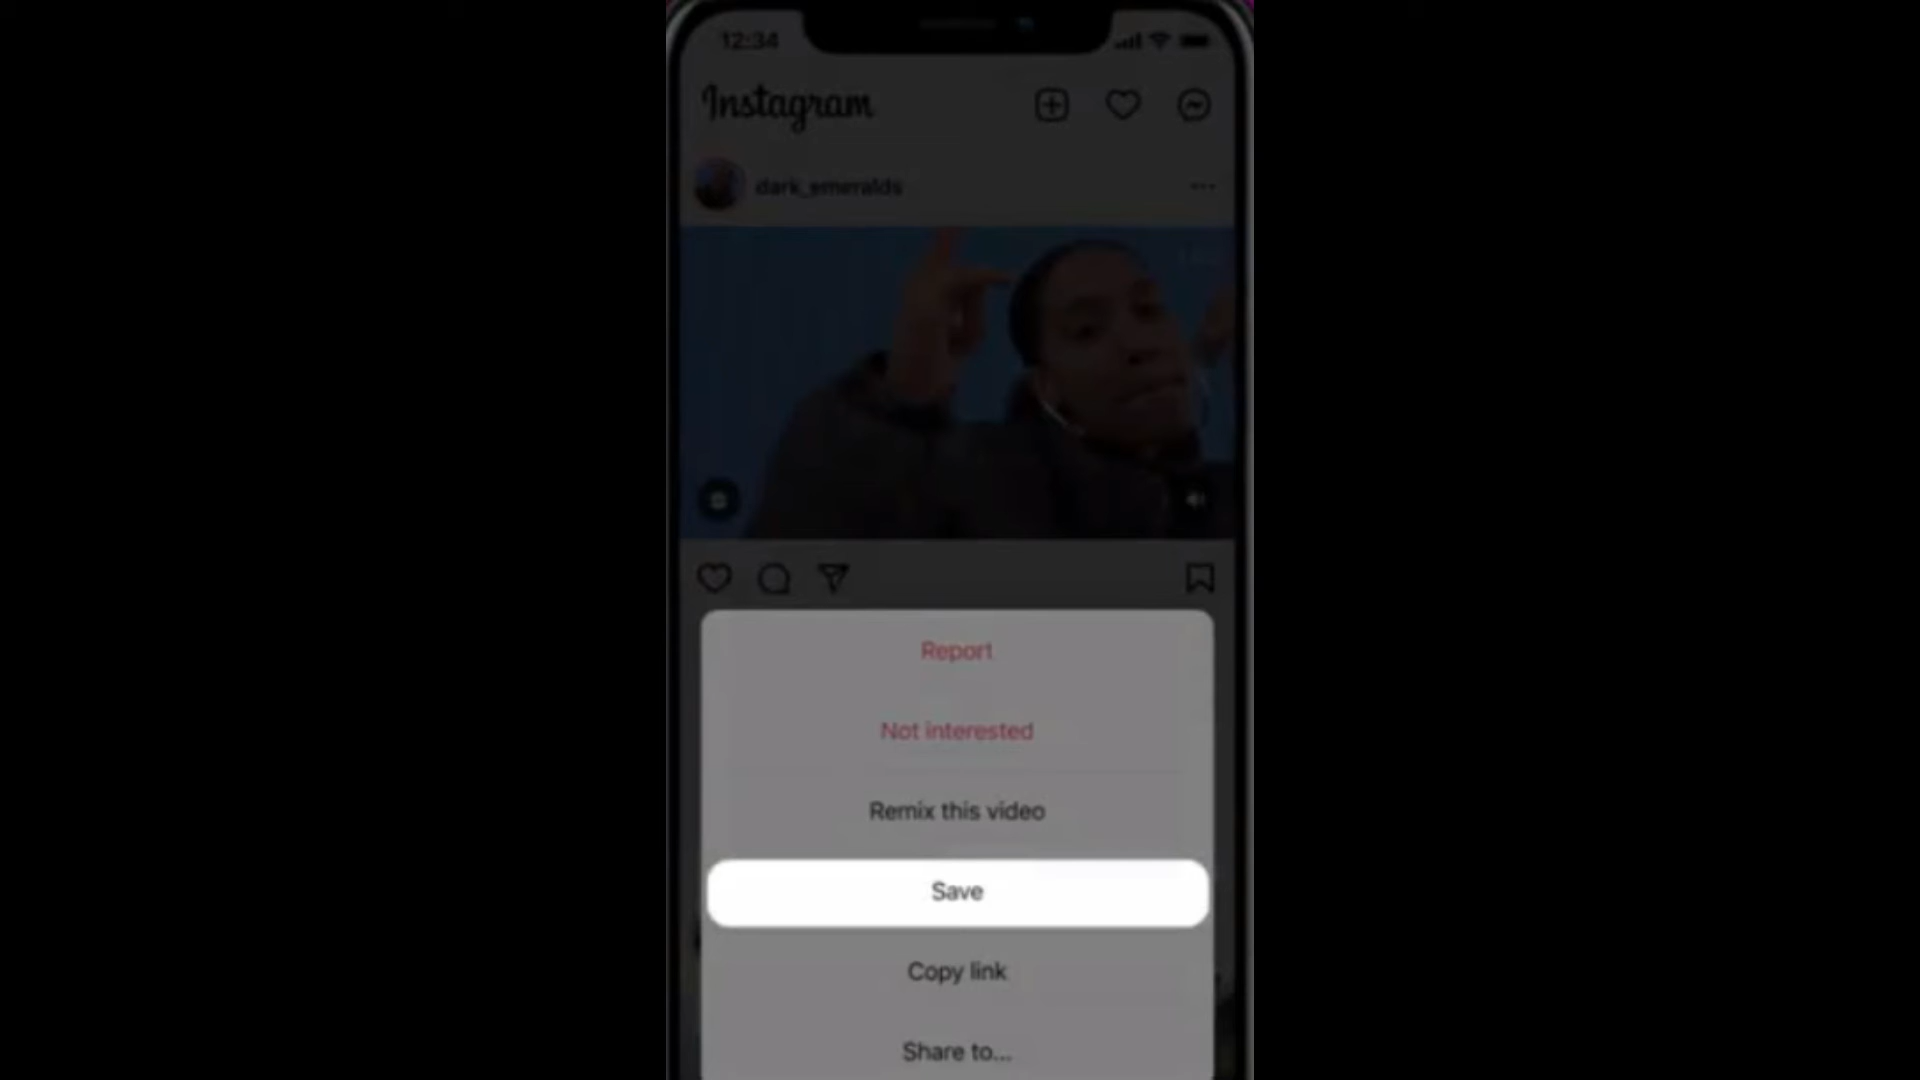 12:34
Instagram
dark_emeralds
Report
Not interested
Remix this video
Save
Copy link
Share to...